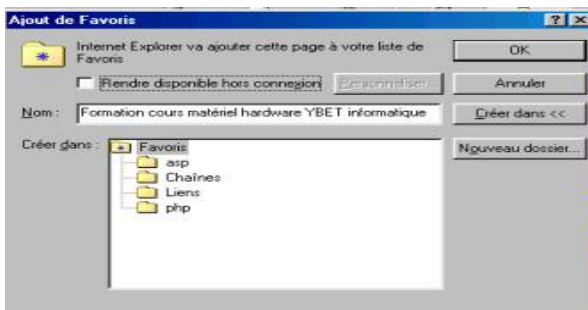 Ajout de Favoris
Internet Explorer va ajouter cette page à votre liste de
Favoris
OK
Rendre disponible hors connexion
Personnaliser
Annuler
Nom :
Formation cours matériel hardware YBET informatique
Créer dans <<
Créer dans :
Favoris
Nouveau dossier...
asp
Chaînes
Liens
php